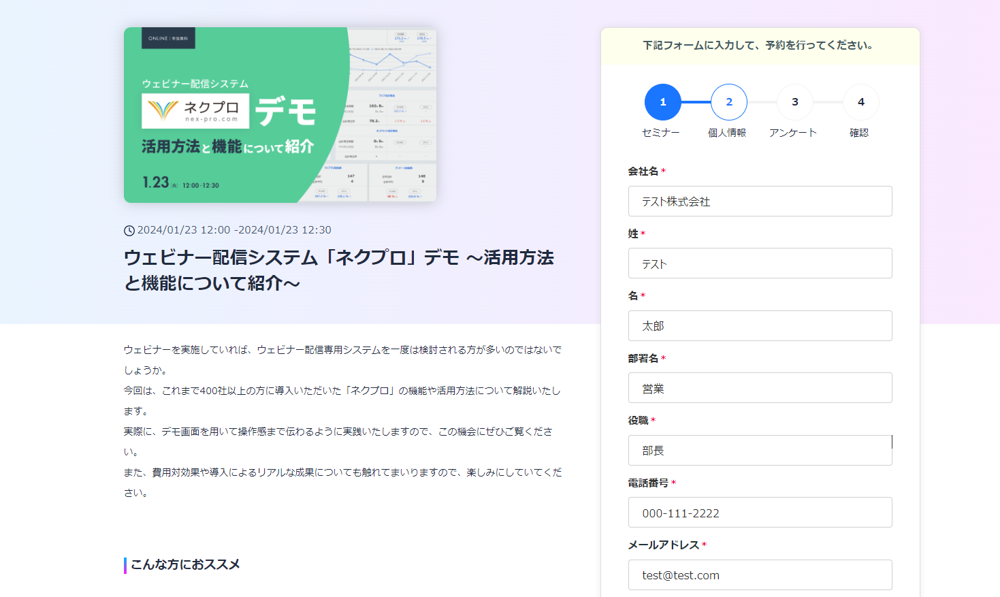 ONLINE | 参加無料
ウェビナー配信システム
ネクプロ
nex-pro.com
デモ
活用方法と機能について紹介
1.23 (火) 12:00 -12:30
147
4
148
9
2024/01/23 12:00 -2024/01/23 12:30
ウェビナー配信システム「ネクプロ」デモ ～活用方法
と機能について紹介～
ウェビナーを実施していれば、ウェビナー配信専用システムを一度は検討される方が多いのではないで
しょうか。
今回は、これまで400社以上の方に導入いただいた「ネクプロ」の機能や活用方法について解説いたし
ます。
実際に、デモ画面を用いて操作感まで伝わるように実践いたしますので、この機会にぜひご覧くださ
い。
また、費用対効果や導入によるリアルな成果についても触れてまいりますので、楽しみにしていてくだ
さい。
こんな方におススメ
下記フォームに入力して、予約を行ってください。
1
2
3
4
セミナー
個人情報
アンケート
確認
会社名*
テスト株式会社
姓*
テスト
名*
太郎
部署名*
営業
役職*
部長
電話番号*
000-111-2222
メールアドレス*
test@test.com